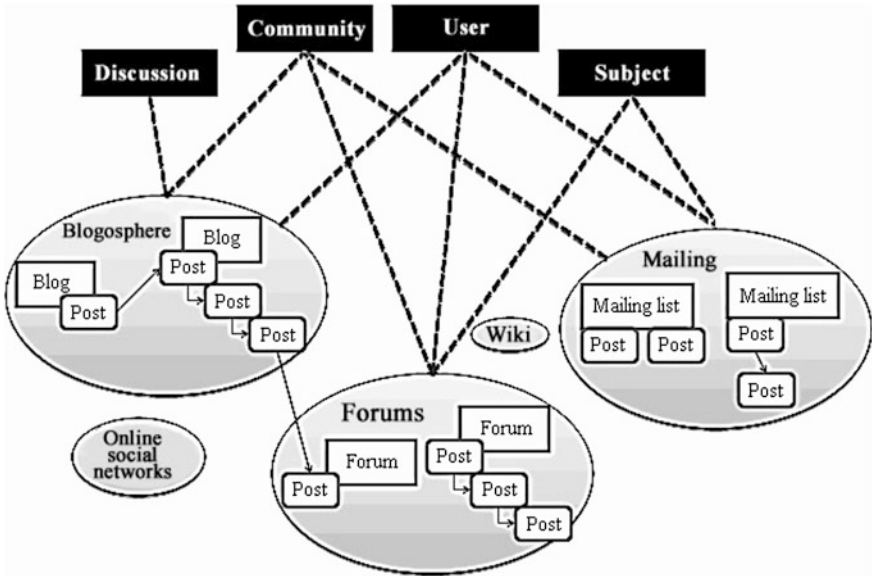 Community
User
Discussion
Subject
Blogosphere
Blog
Post
Blog
Post
Post
Post
Mailing
Mailing list
Post
Post
Mailing list
Post
Post
Wiki
Online
social
networks
Forums
Forum
Post
Forum
Post
Post
Post